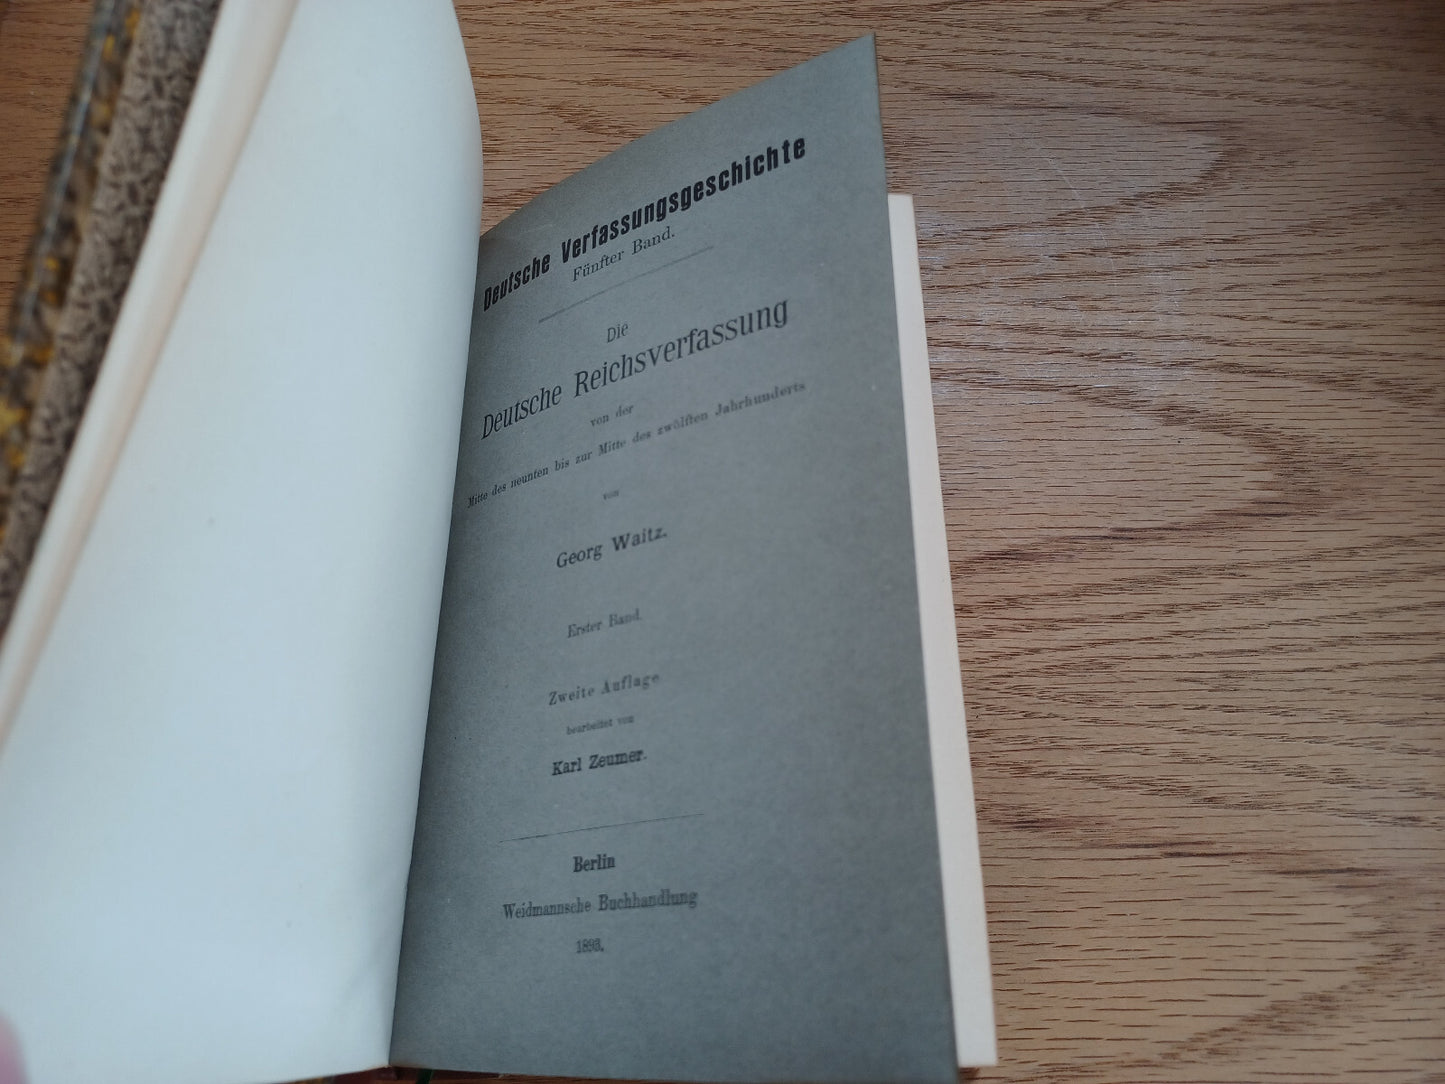 Deutsche Verfassungsgeschichte
Fünfter Band.
Die
Deutsche Reichsverfassung
von der
Mitte des neunten bis zur Mitte des zwölften Jahrhunderts
von
Georg Waitz.
Erster Band.
Zweite Auflage
bearbeitet von
Karl Zeumer.
Berlin
Weidmannsche Buchhandlung
1893.